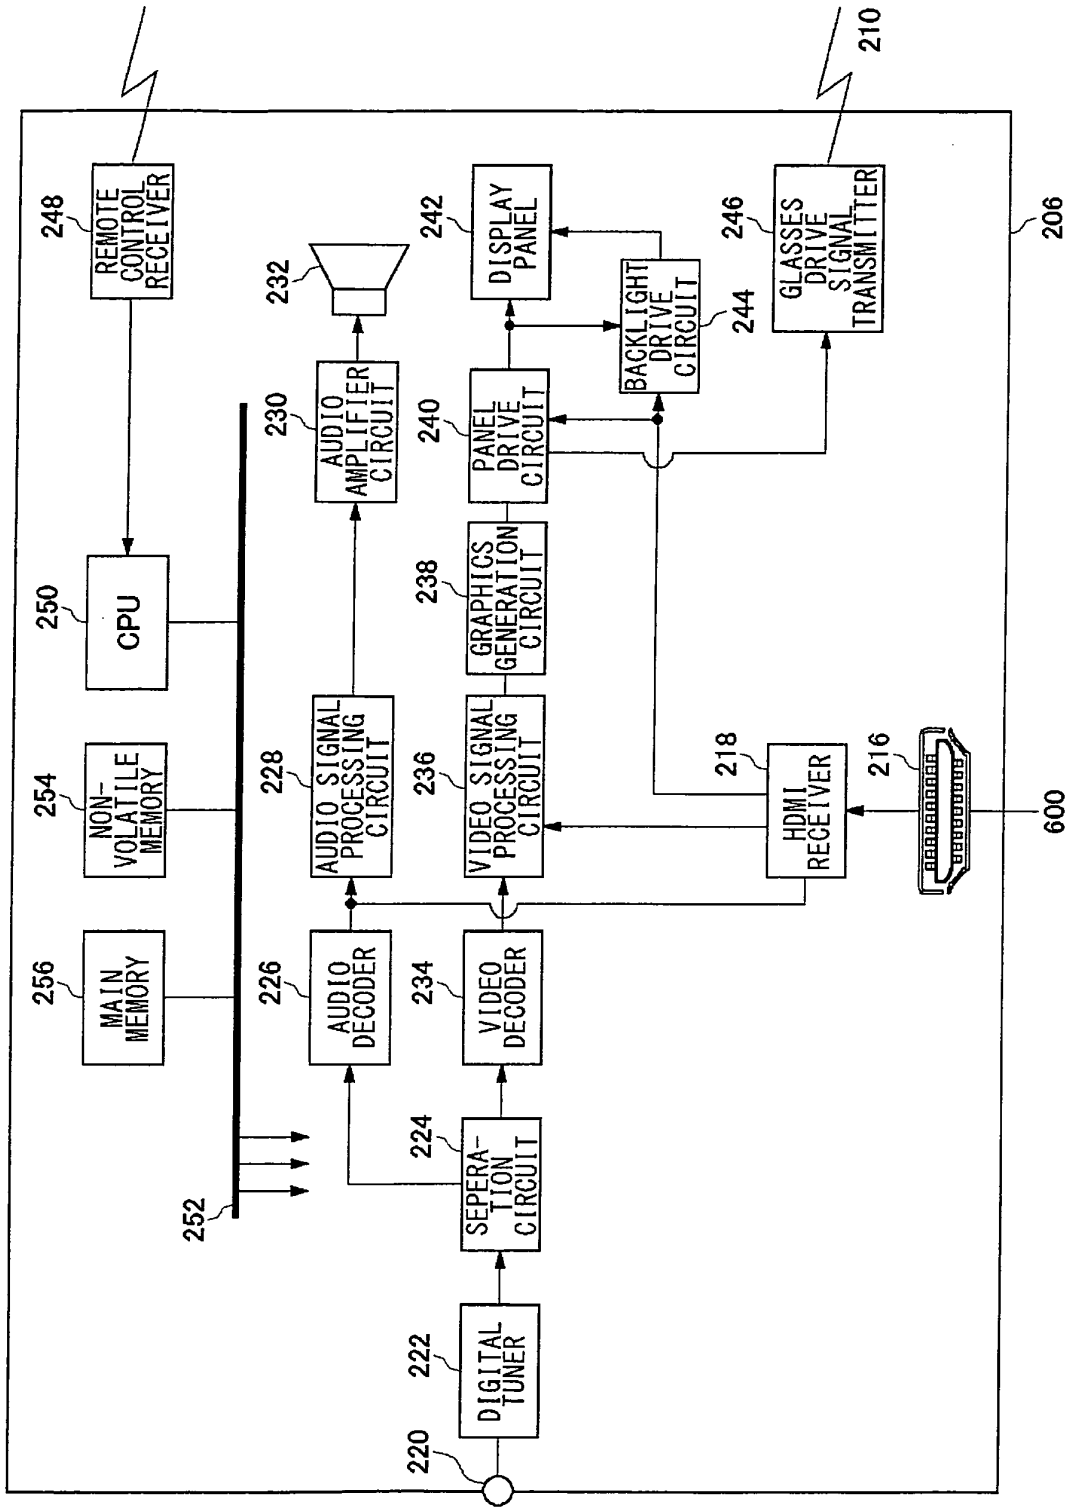 248
REMOTE
CONTROL
RECEIVER
250
CPU
254
NON-
VOLATILE
MEMORY
256
MAIN
MEMORY
252
232
230
AUDIO
AMPLIFIER
CIRCUIT
228
AUDIO SIGNAL
PROCESSING
CIRCUIT
226
AUDIO
DECODER
242
DISPLAY
PANEL
240
PANEL
DRIVE
CIRCUIT
238
GRAPHICS
GENERATION
CIRCUIT
236
VIDEO SIGNAL
PROCESSING
CIRCUIT
234
VIDEO
DECODER
224
SEPERA-
TION
CIRCUIT
222
DIGITAL
TUNER
220
BACKLIGHT
DRIVE
CIRCUIT
244
246
GLASSES
DRIVE
SIGNAL
TRANSMITTER
210
218
HDMI
RECEIVER
216
206
600